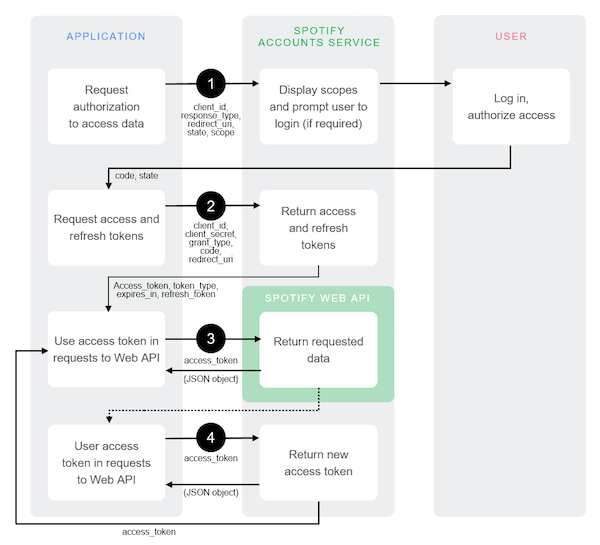 APPLICATION
SPOTIFY
ACCOUNTS SERVICE
USER
Request
authorization
to access data
1
client_id,
response_type,
redirect_uri,
state, scope
Display scopes
and prompt user to
login (if required)
Log in,
authorize access
code, state
Request access and
refresh tokens
2
client_id,
client_secret,
grant_type,
code,
redirect_uri
Return access
and refresh
tokens
Access_token, token_type,
expires_in, refresh_token
SPOTIFY WEB API
Use access token in
requests to Web API
3
access_token
{JSON object)
Return requested
data
User access
token in requests
to Web API
4
access_token
(JSON object)
Return new
access token
access_token